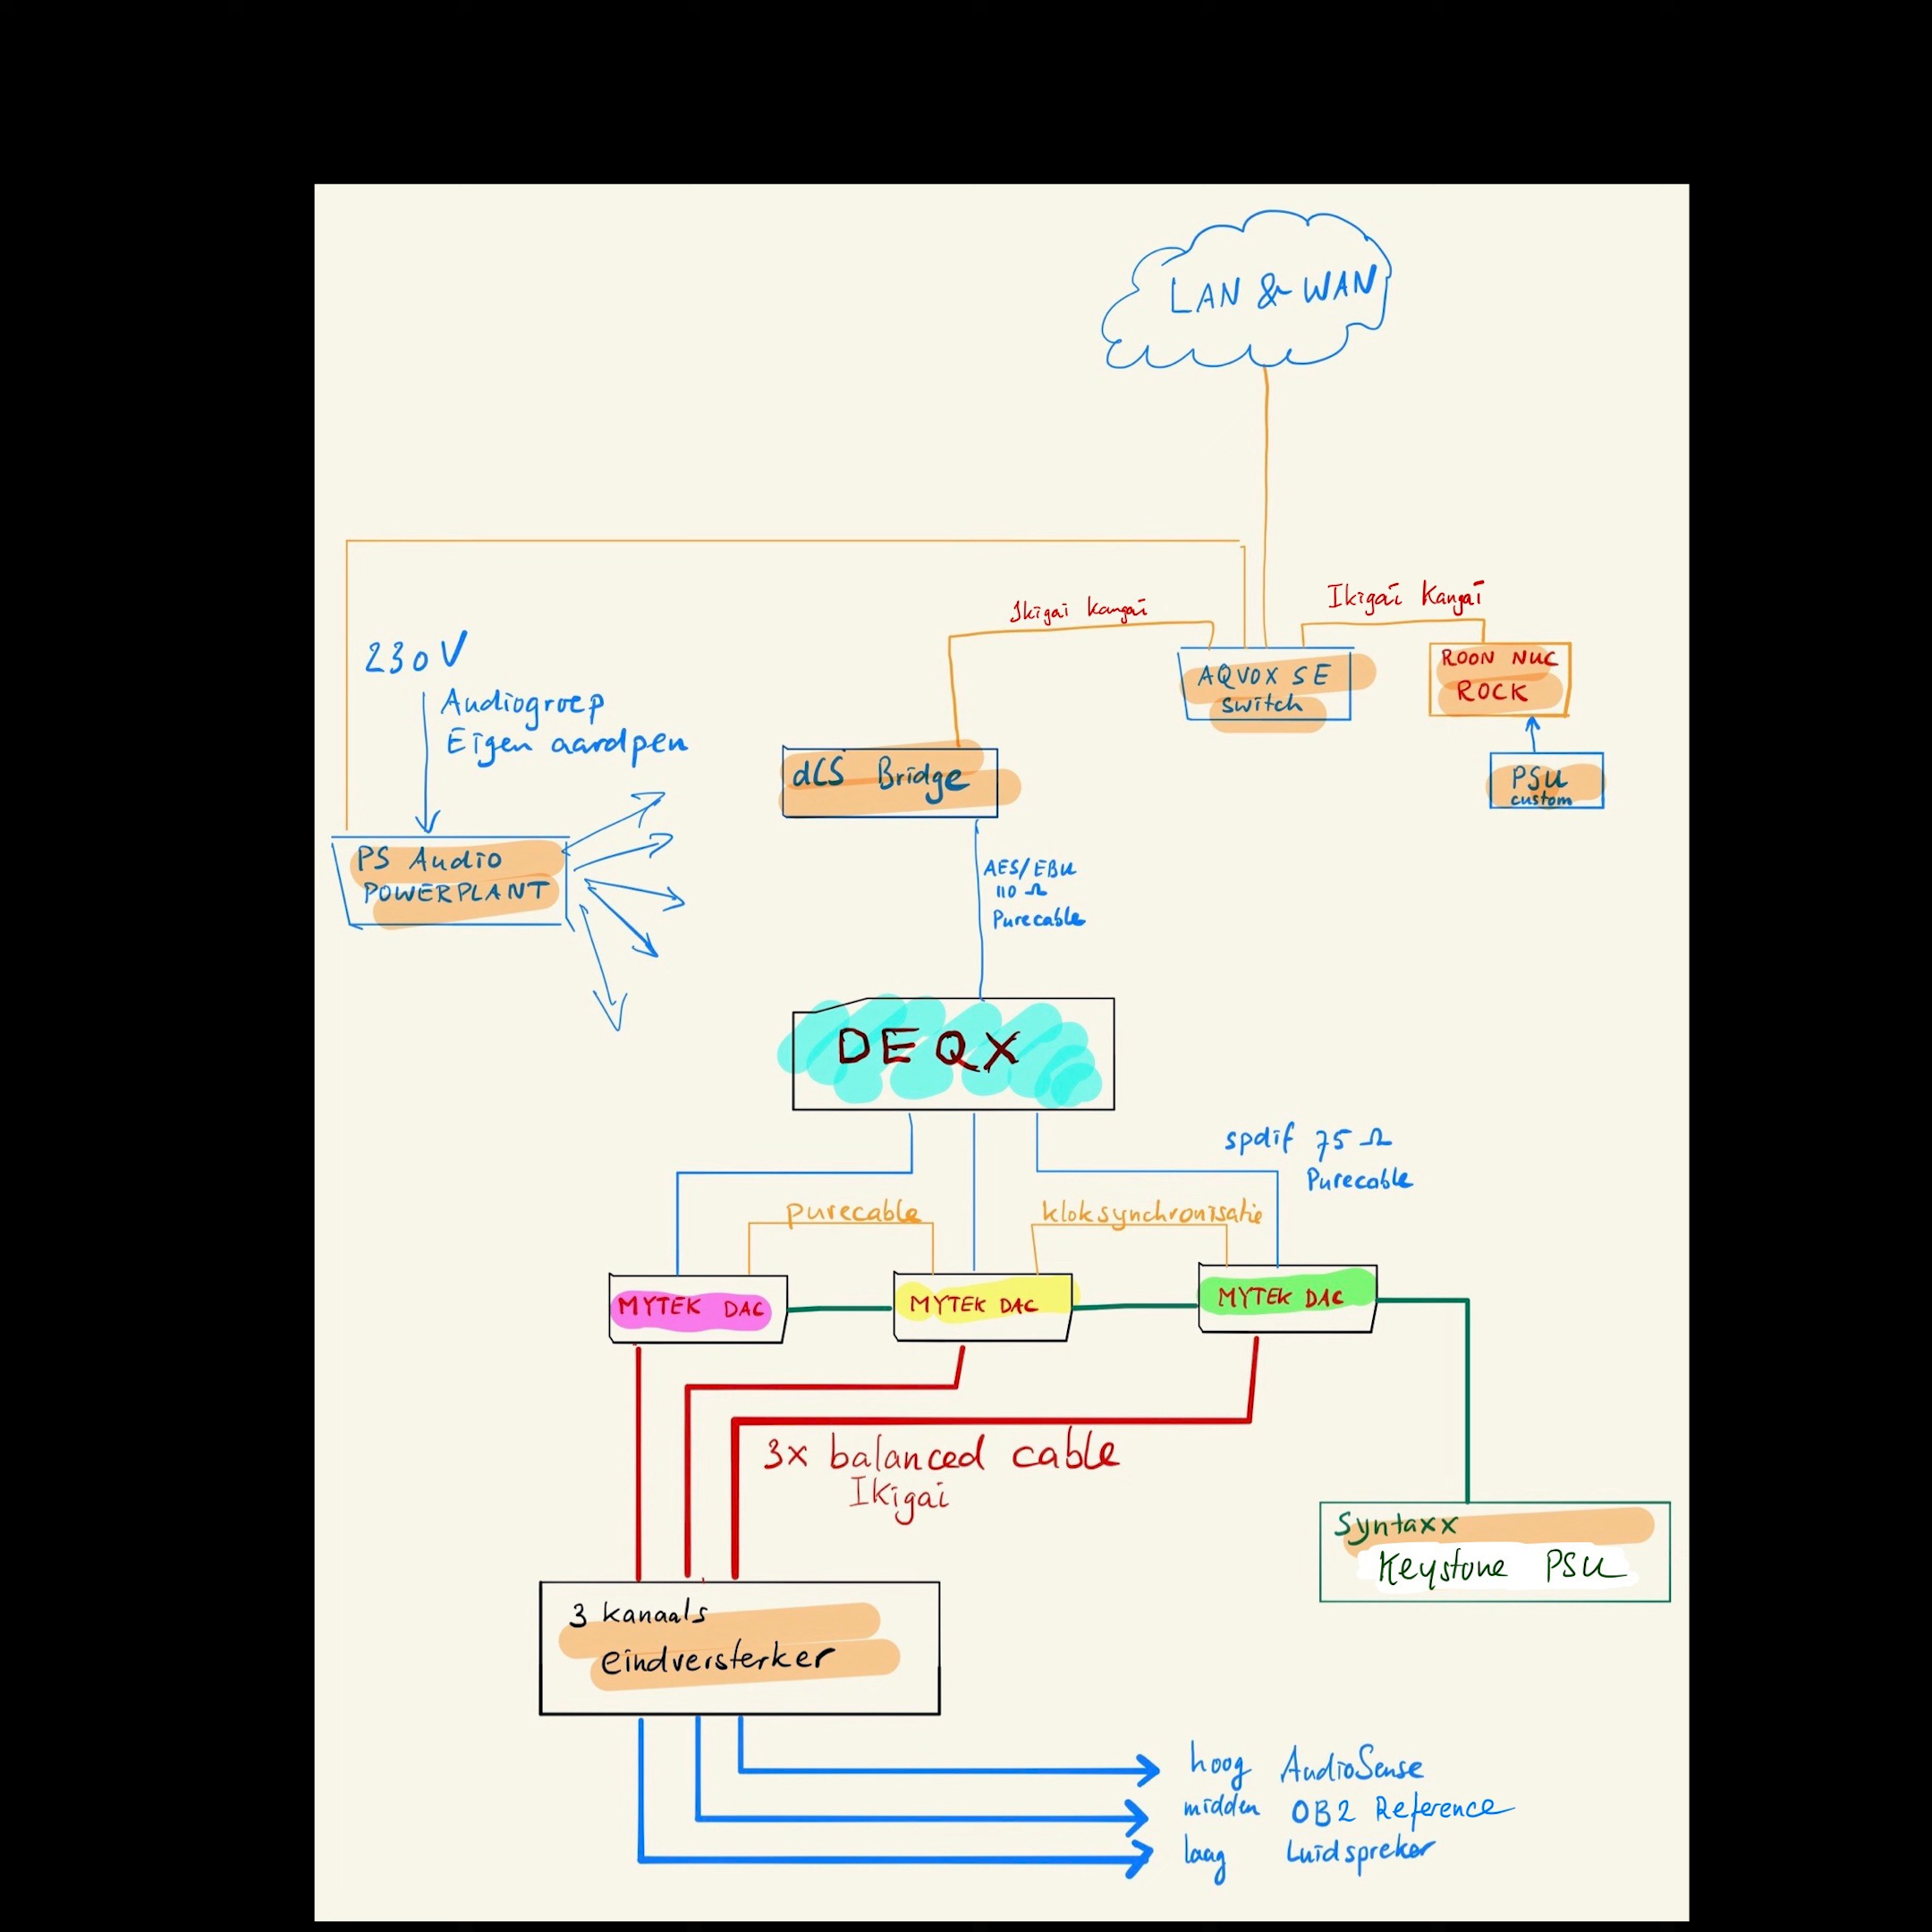 LAN & WAN
Ikigai Kangai
Ikigai Kangai
230V
Audiogroep
Eigen aardpen
AQVOX SE
switch
ROON NUC
ROCK
PSU
custom
dCS Bridge
PS Audio
POWERPLANT
AES/EBU
110 Ω
Purecable
DEQX
spdif 75 Ω
Purecable
purecable
kloksynchronisatie
MYTEK DAC
MYTEK DAC
MYTEK DAC
3x balanced cable
Ikigai
Syntaxx
Keystone PSU
3 kanaals
eindversterker
hoog AudioSense
midden OB2 Reference
laag Luidspreker